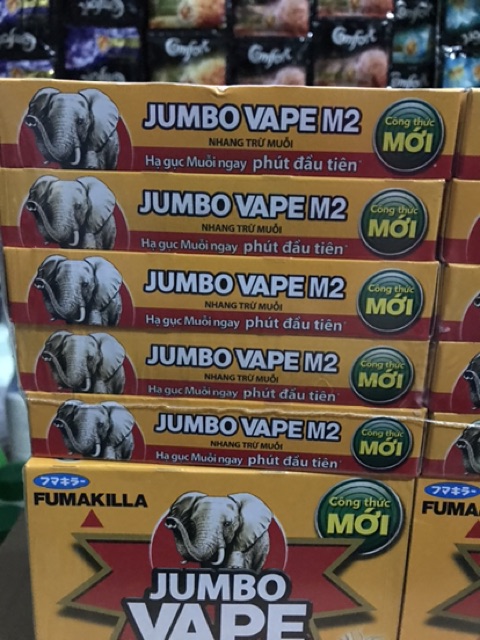 Comfort
Comfort
JUMBO VAPE M2
NHANG TRỪ MUỖI
Hạ gục Muỗi ngay phút đầu tiên*
Công thức
MỚI
JUMBO VAPE M2
NHANG TRỪ MUỖI
Hạ gục Muỗi ngay phút đầu tiên*
Công thức
MỚI
JUMBO VAPE M2
NHANG TRỪ MUỖI
Hạ gục Muỗi ngay phút đầu tiên*
Công thức
MỚI
JUMBO VAPE M2
NHANG TRỪ MUỖI
Hạ gục Muỗi ngay phút đầu tiên*
Công thức
MỚI
JUMBO VAPE M2
NHANG TRỪ MUỖI
Hạ gục Muỗi ngay phút đầu tiên*
Công thức
MỚI
フマキラー
FUMAKILLA
Công thức
MỚI
JUMBO
VAPE
フマキラー
FUMA